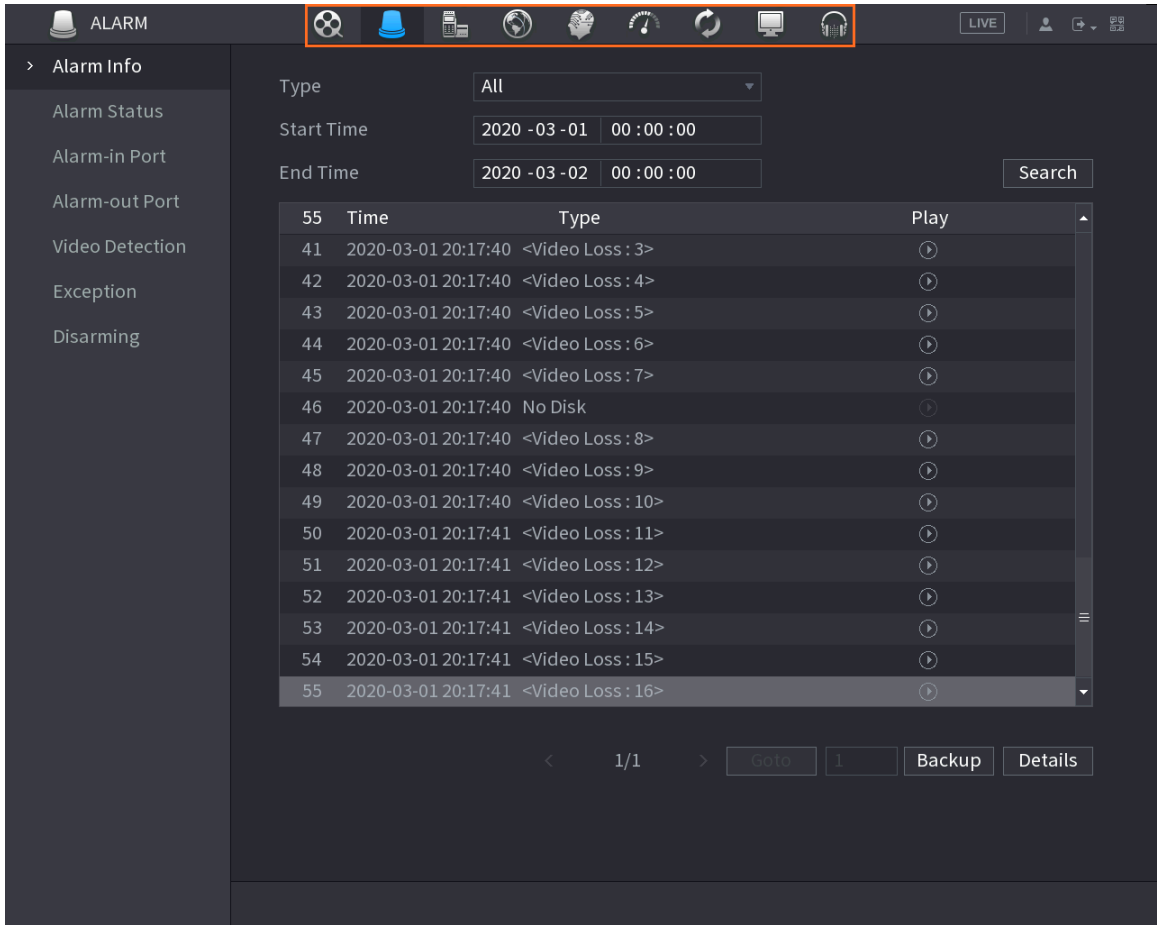 ALARM LIVE
Alarm Info
Alarm Status
Alarm-in Port
Alarm-out Port
Video Detection
Exception
Disarming
Type All
Start Time 2020 -03 -01 00 : 00 : 00
End Time 2020 -03 -02 00 : 00 : 00 Search
55 Time Type Play
41 2020-03-01 20:17:40 <Video Loss : 3>
42 2020-03-01 20:17:40 <Video Loss : 4>
43 2020-03-01 20:17:40 <Video Loss : 5>
44 2020-03-01 20:17:40 <Video Loss : 6>
45 2020-03-01 20:17:40 <Video Loss : 7>
46 2020-03-01 20:17:40 No Disk
47 2020-03-01 20:17:40 <Video Loss : 8>
48 2020-03-01 20:17:40 <Video Loss : 9>
49 2020-03-01 20:17:40 <Video Loss : 10>
50 2020-03-01 20:17:41 <Video Loss : 11>
51 2020-03-01 20:17:41 <Video Loss : 12>
52 2020-03-01 20:17:41 <Video Loss : 13>
53 2020-03-01 20:17:41 <Video Loss : 14>
54 2020-03-01 20:17:41 <Video Loss : 15>
55 2020-03-01 20:17:41 <Video Loss : 16>
< 1/1 > Goto 1 Backup Details